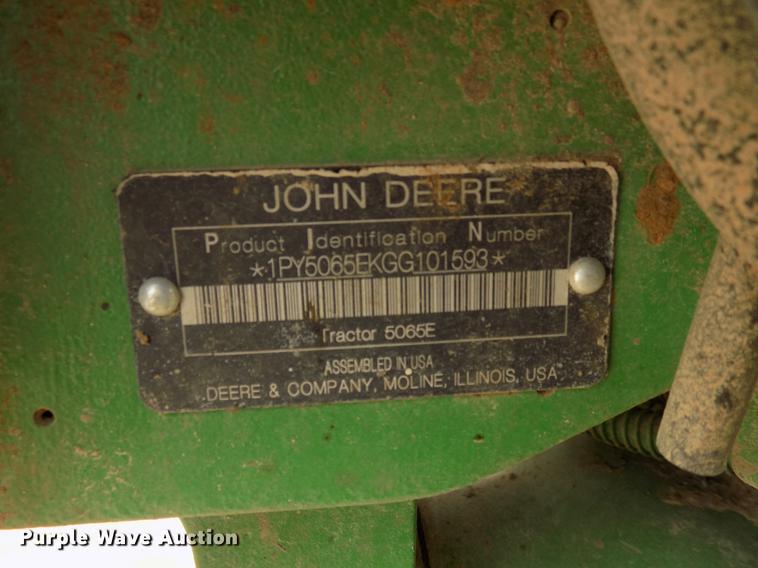 JOHN DEERE
Product Identification Number
*1PY5065EKGG101593*
Tractor 5065E
ASSEMBLED IN USA
DEERE & COMPANY, MOLINE, ILLINOIS, USA
Purple Wave Auction